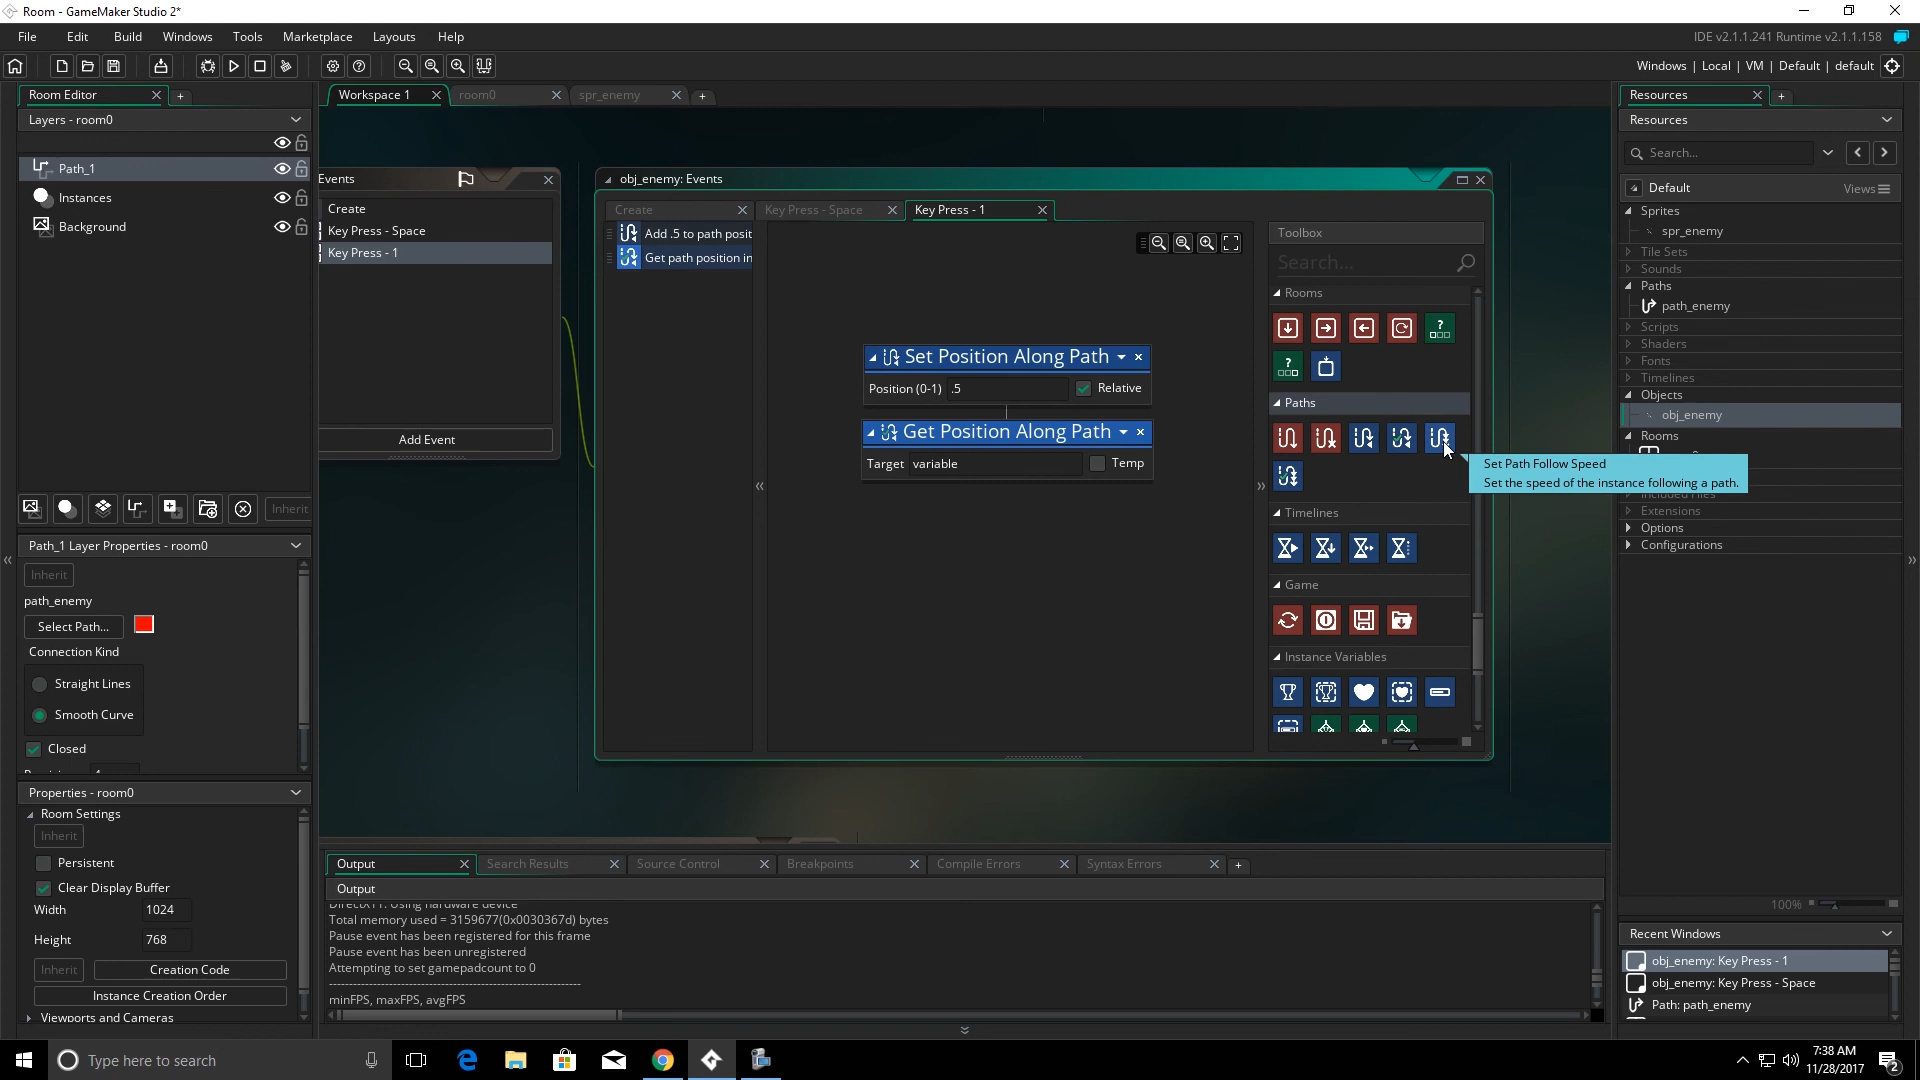 Room - GameMaker Studio 2*
File Edit Build Windows Tools Marketplace Layouts Help
IDE v2.1.1.241 Runtime v2.1.1.158
Windows | Local | VM | Default | default
Room Editor
Layers - room0
Path_1
Instances
Background
Inherit
Path_1 Layer Properties - room0
Inherit
path_enemy
Select Path...
Connection Kind
Straight Lines
Smooth Curve
Closed
Properties - room0
Room Settings
Inherit
Persistent
Clear Display Buffer
Width 1024
Height 768
Inherit Creation Code
Instance Creation Order
Viewports and Cameras
Workspace 1 room0 spr_enemy
Events
Create
Key Press - Space
Key Press - 1
Add Event
obj_enemy: Events
Create Key Press - Space Key Press - 1
Add .5 to path posit
Get path position in
Set Position Along Path
Position (0-1) .5 Relative
Get Position Along Path
Target variable Temp
Toolbox
Search...
Rooms
Paths
Set Path Follow Speed
Set the speed of the instance following a path.
Timelines
Game
Instance Variables
Output Search Results Source Control Breakpoints Compile Errors Syntax Errors
Output
DirectX11: Using hardware device
Total memory used = 3159677(0x0030367d) bytes
Pause event has been registered for this frame
Pause event has been unregistered
Attempting to set gamepadcount to 0
------------------------------------------------------------
minFPS, maxFPS, avgFPS
Resources
Resources
Search...
Default Views
Sprites
spr_enemy
Tile Sets
Sounds
Paths
path_enemy
Scripts
Shaders
Fonts
Timelines
Objects
obj_enemy
Rooms
Included Files
Extensions
Options
Configurations
100%
Recent Windows
obj_enemy: Key Press - 1
obj_enemy: Key Press - Space
Path: path_enemy
Type here to search
7:38 AM
11/28/2017
2